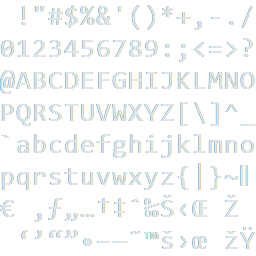 !"#$%&'()*+,-./
0123456789:;<=>?
@ABCDEFGHIJKLMNO
PQRSTUVWXYZ[\]^_
`abcdefghijklmno
pqrstuvwxyz{|}~▯
€ ‚ƒ„…†‡ˆ‰Š‹Œ Ž
‘’“”•–—˜™š›œ žŸ